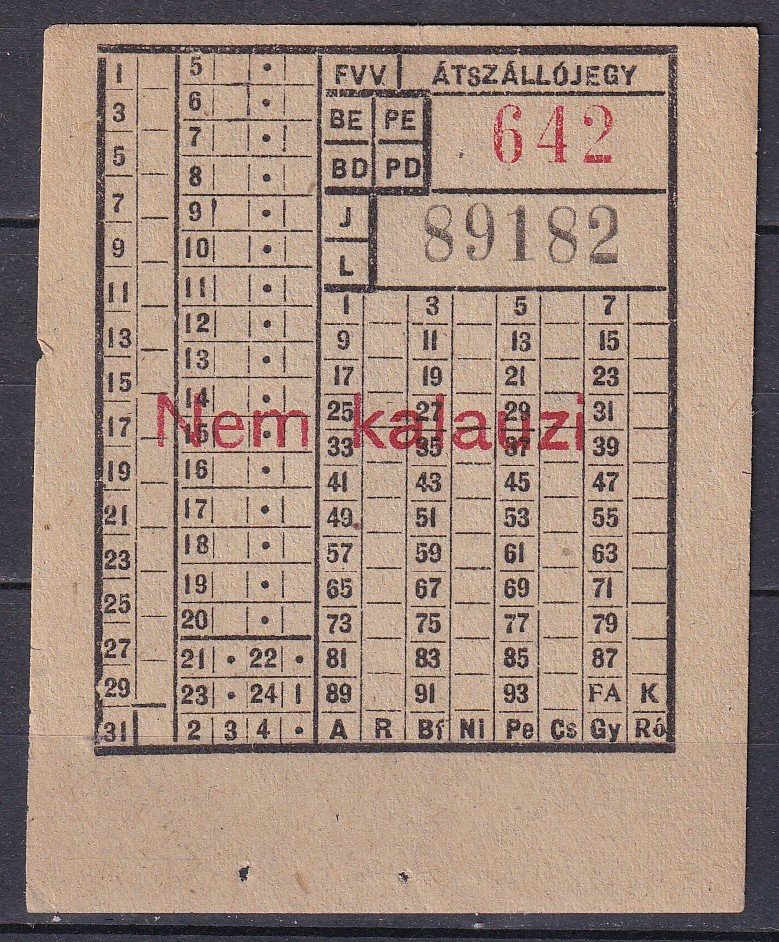 FVV ÁTSZÁLLÓJEGY
BE PE 642
BD PD
J 89182
L
1
3
5
7
9
11
13
15
17
19
21
23
25
27
29
31
5 •
6 •
7 •
8 •
9 •
10 •
11 •
12 •
13 •
14 •
15 •
16 •
17 •
18 •
19 •
20 •
21 • 22 •
23 • 24
2 3 4 •
1 3 5 7
9 11 13 15
17 19 21 23
25 27 29 31
33 35 37 39
41 43 45 47
49 51 53 55
57 59 61 63
65 67 69 71
73 75 77 79
81 83 85 87
89 91 93 FA K
A R Bf Ni Pe Cs Gy Ró
Nem kalauzi